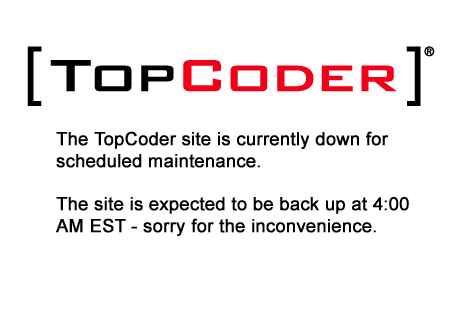 [TOPCODER]®
The TopCoder site is currently down for
scheduled maintenance.
The site is expected to be back up at 4:00
AM EST - sorry for the inconvenience.